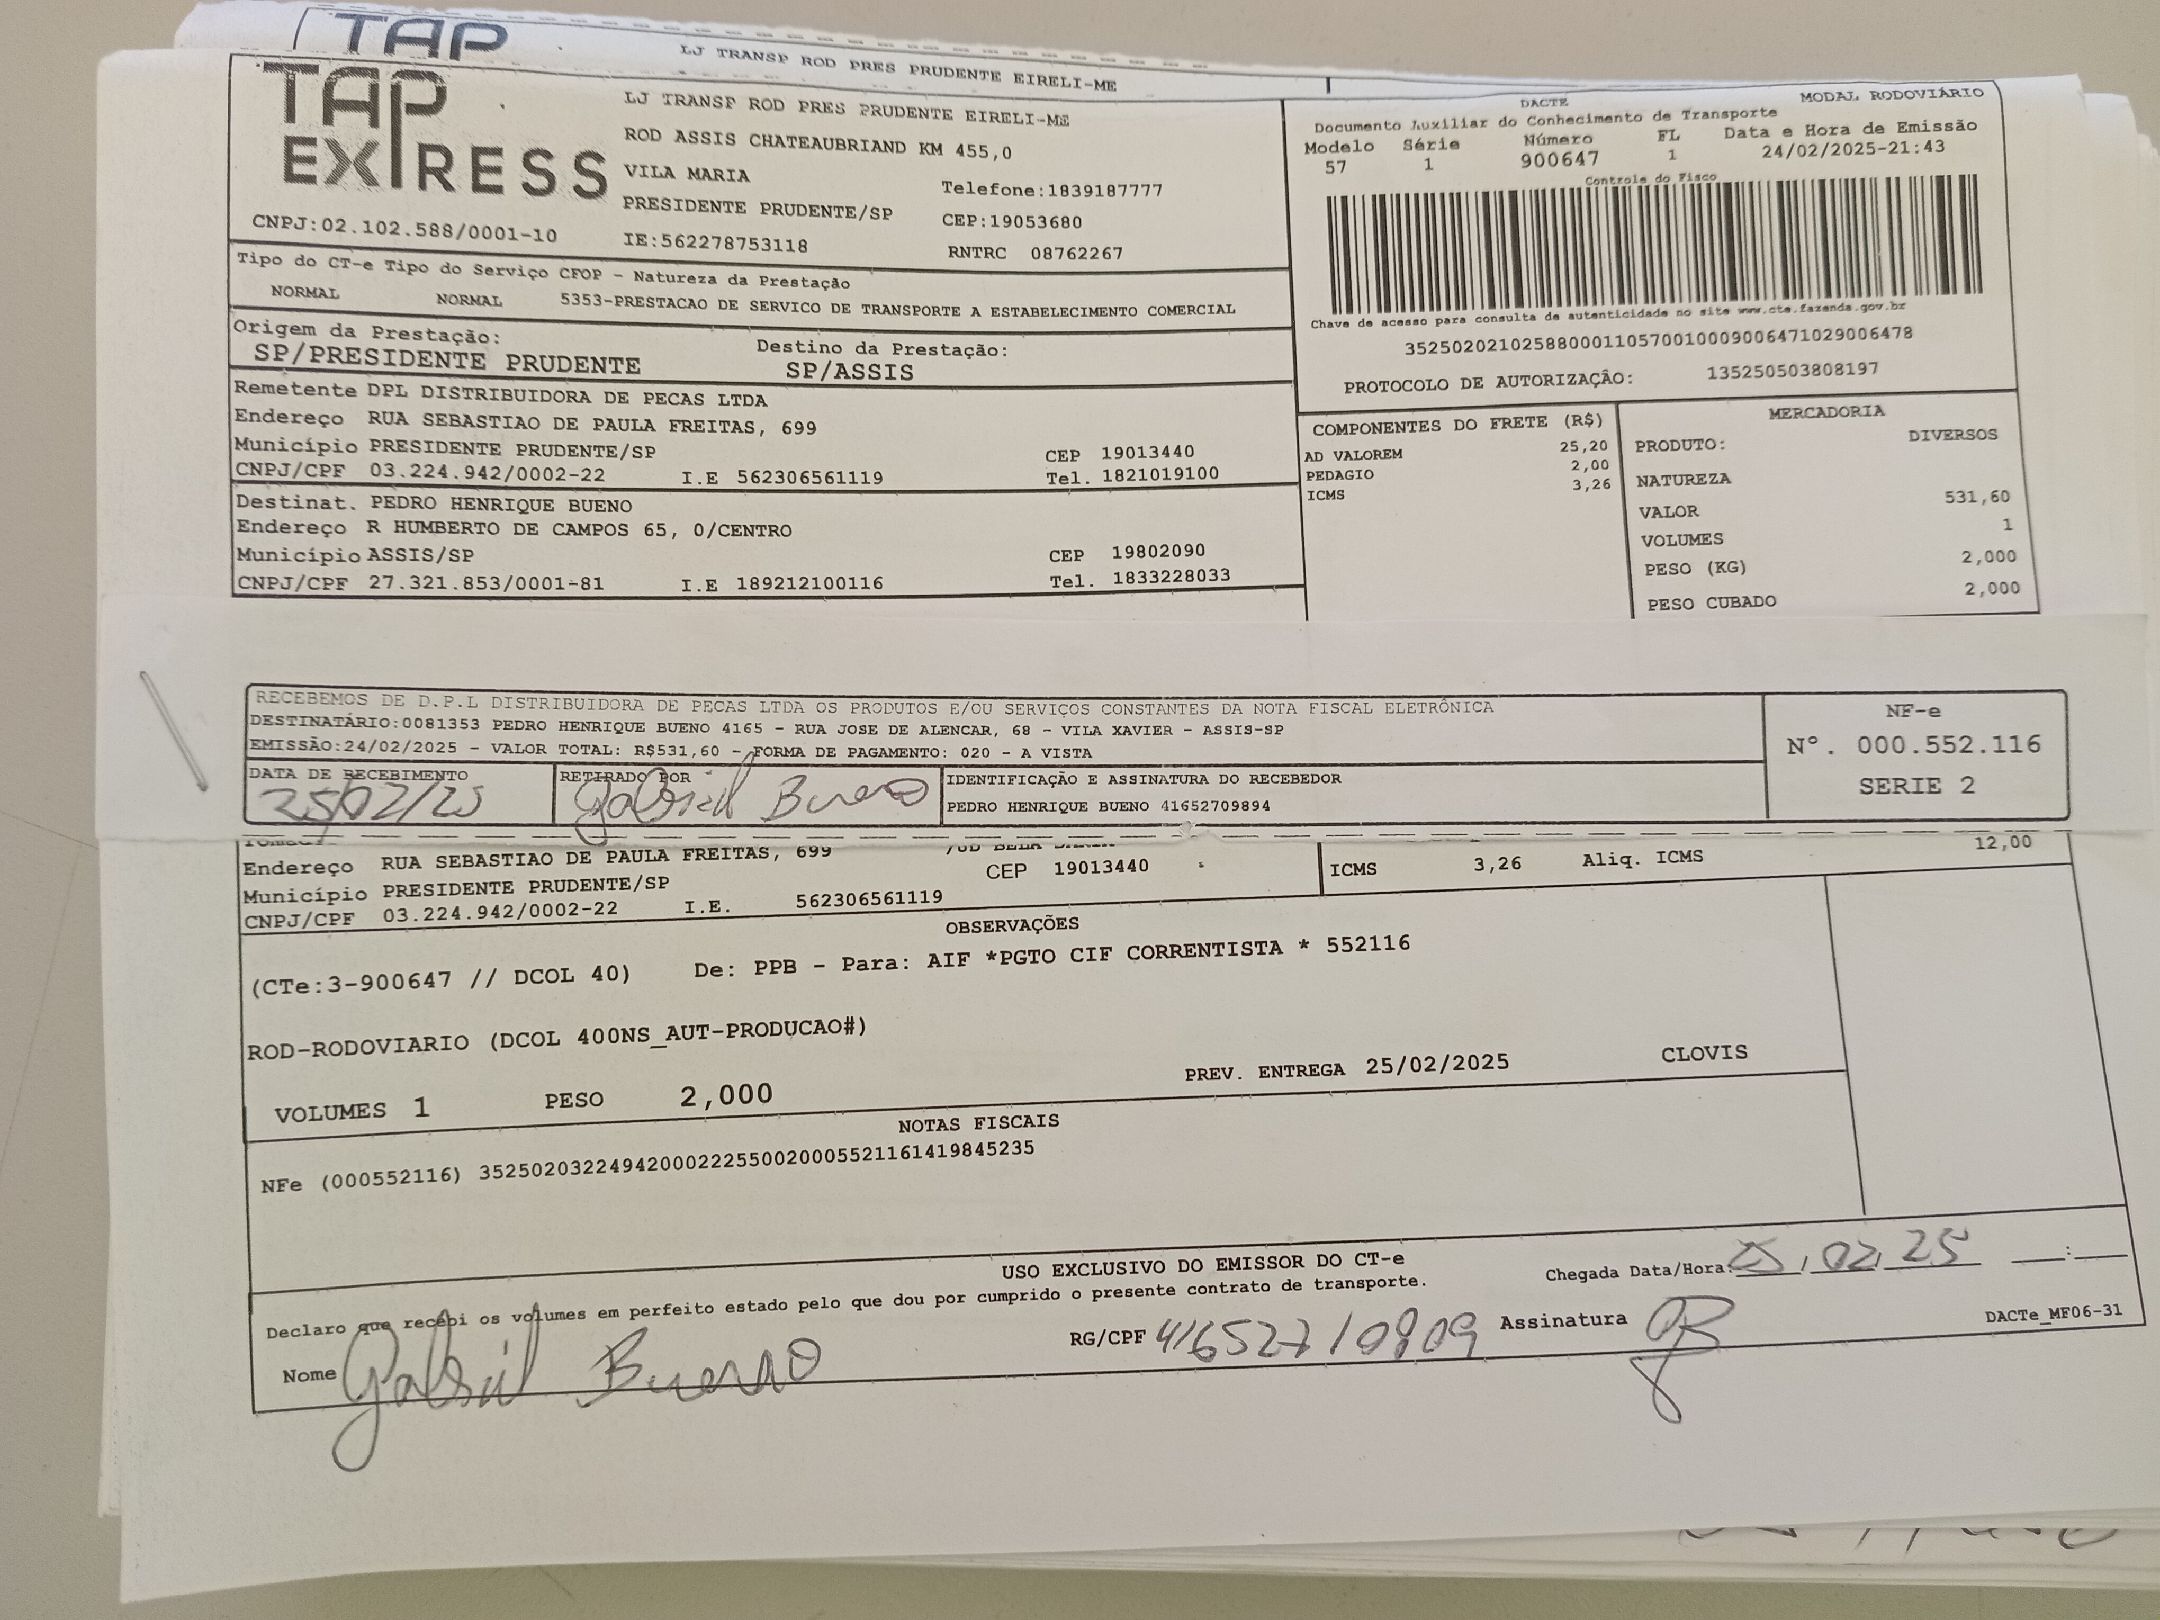 TAP
LJ TRANSP ROD PRES PRUDENTE EIRELI-ME
TAP
EXPRESS
CNPJ:02.102.588/0001-10
LJ TRANSP ROD PRES PRUDENTE EIRELI-ME
ROD ASSIS CHATEAUBRIAND KM 455,0
VILA MARIA
Telefone:1839187777
PRESIDENTE PRUDENTE/SP
CEP:19053680
IE:562278753118
RNTRC 08762267
DACTE
MODAL RODOVIÁRIO
Documento Auxiliar do Conhecimento de Transporte
Modelo Série Número FL Data e Hora de Emissão
57 1 900647 1 24/02/2025-21:43
Controle do Fisco
Chave de acesso para consulta de autenticidade no site www.cte.fazenda.gov.br
35250202102588000110570010009006471029006478
PROTOCOLO DE AUTORIZAÇÃO: 135250503808197
Tipo do CT-e Tipo do Serviço CFOP - Natureza da Prestação
NORMAL NORMAL 5353-PRESTACAO DE SERVICO DE TRANSPORTE A ESTABELECIMENTO COMERCIAL
Origem da Prestação: Destino da Prestação:
SP/PRESIDENTE PRUDENTE SP/ASSIS
Remetente DPL DISTRIBUIDORA DE PECAS LTDA
Endereço RUA SEBASTIAO DE PAULA FREITAS, 699
Município PRESIDENTE PRUDENTE/SP CEP 19013440
CNPJ/CPF 03.224.942/0002-22 I.E 562306561119 Tel. 1821019100
Destinat. PEDRO HENRIQUE BUENO
Endereço R HUMBERTO DE CAMPOS 65, 0/CENTRO
Município ASSIS/SP CEP 19802090
CNPJ/CPF 27.321.853/0001-81 I.E 189212100116 Tel. 1833228033
COMPONENTES DO FRETE (R$)
AD VALOREM 25,20
PEDAGIO 2,00
ICMS 3,26
MERCADORIA
PRODUTO: DIVERSOS
NATUREZA
VALOR 531,60
VOLUMES 1
PESO (KG) 2,000
PESO CUBADO 2,000
RECEBEMOS DE D.P.L DISTRIBUIDORA DE PECAS LTDA OS PRODUTOS E/OU SERVIÇOS CONSTANTES DA NOTA FISCAL ELETRÔNICA
DESTINATÁRIO:0081353 PEDRO HENRIQUE BUENO 4165 - RUA JOSE DE ALENCAR, 68 - VILA XAVIER - ASSIS-SP
EMISSÃO:24/02/2025 - VALOR TOTAL: R$531,60 - FORMA DE PAGAMENTO: 020 - A VISTA
DATA DE RECEBIMENTO
25/02/25
RETIRADO POR
Gabriel Bueno
IDENTIFICAÇÃO E ASSINATURA DO RECEBEDOR
PEDRO HENRIQUE BUENO 41652709894
NF-e
N°. 000.552.116
SERIE 2
Endereço RUA SEBASTIAO DE PAULA FREITAS, 699
Município PRESIDENTE PRUDENTE/SP CEP 19013440
CNPJ/CPF 03.224.942/0002-22 I.E. 562306561119
ICMS 3,26 Aliq. ICMS 12,00
OBSERVAÇÕES
(CTe:3-900647 // DCOL 40) De: PPB - Para: AIF *PGTO CIF CORRENTISTA * 552116
ROD-RODOVIARIO (DCOL 400NS_AUT-PRODUCAO#)
VOLUMES 1 PESO 2,000 PREV. ENTREGA 25/02/2025 CLOVIS
NOTAS FISCAIS
NFe (000552116) 35250203224942000222550020005521161419845235
USO EXCLUSIVO DO EMISSOR DO CT-e
Declaro que recebi os volumes em perfeito estado pelo que dou por cumprido o presente contrato de transporte.
Chegada Data/Hora: 25/02/25 __:__
Nome Gabriel Bueno RG/CPF Assinatura
DACTe_MF06-31